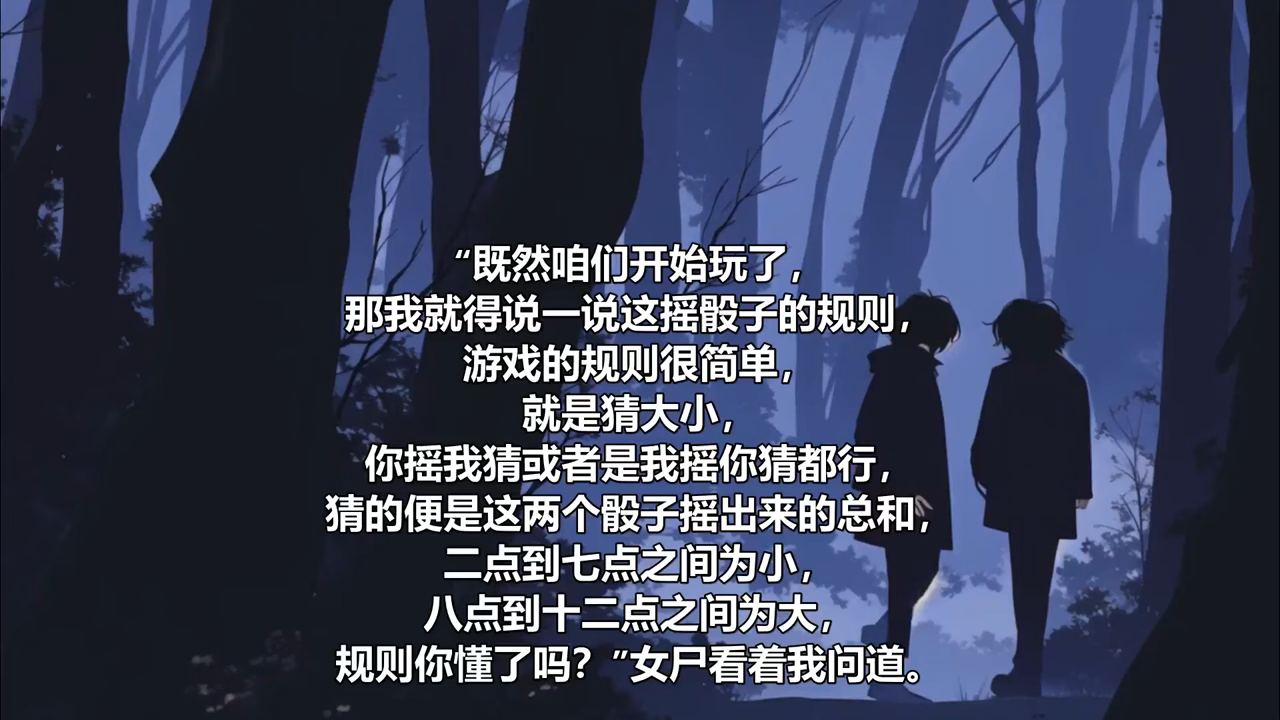 “既然咱们开始玩了，
那我就得说一说这摇骰子的规则，
游戏的规则很简单，
就是猜大小，
你摇我猜或者是我摇你猜都行，
猜的便是这两个骰子摇出来的总和，
二点到七点之间为小，
八点到十二点之间为大，
规则你懂了吗？”女尸看着我问道。